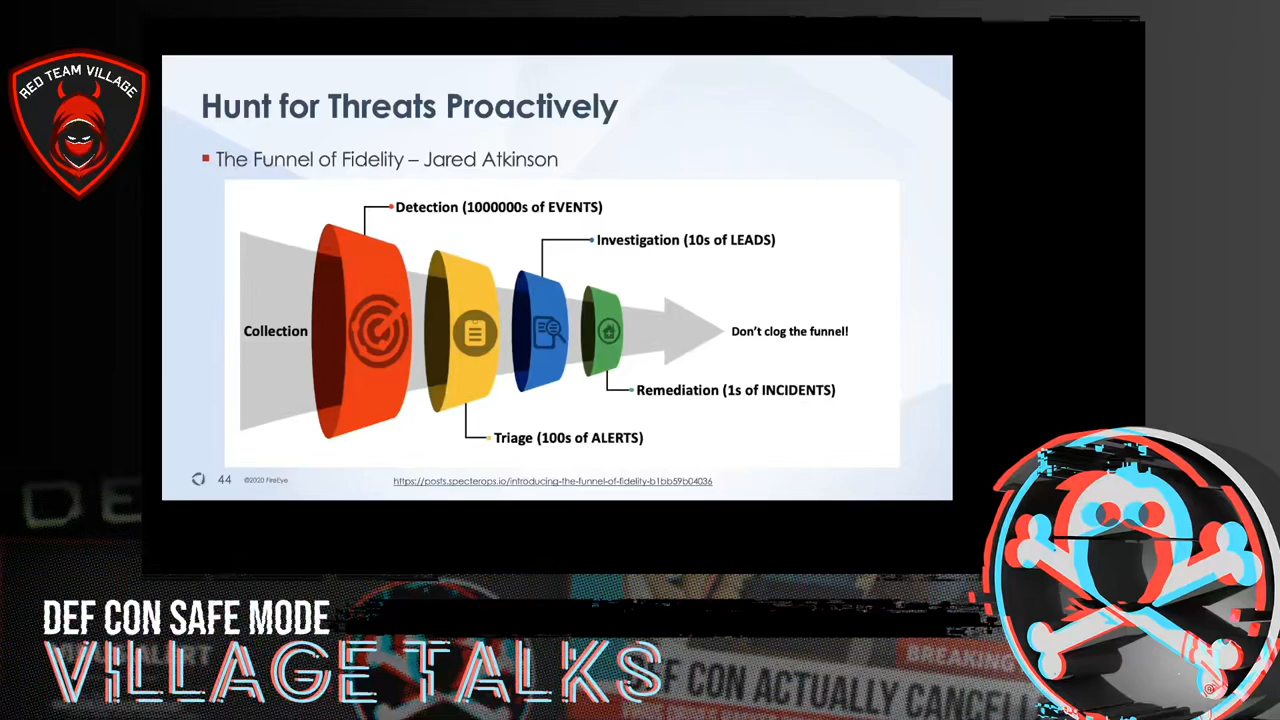 RED TEAM VILLAGE
Hunt for Threats Proactively
▪ The Funnel of Fidelity – Jared Atkinson
Detection (1000000s of EVENTS)
Investigation (10s of LEADS)
Collection
Don't clog the funnel!
Remediation (1s of INCIDENTS)
Triage (100s of ALERTS)
44
©2020 FireEye
https://posts.specterops.io/introducing-the-funnel-of-fidelity-b1bb59b04036
DEF CON SAFE MODE
VILLAGE TALKS
BREAKING
DEF CON ACTUALLY